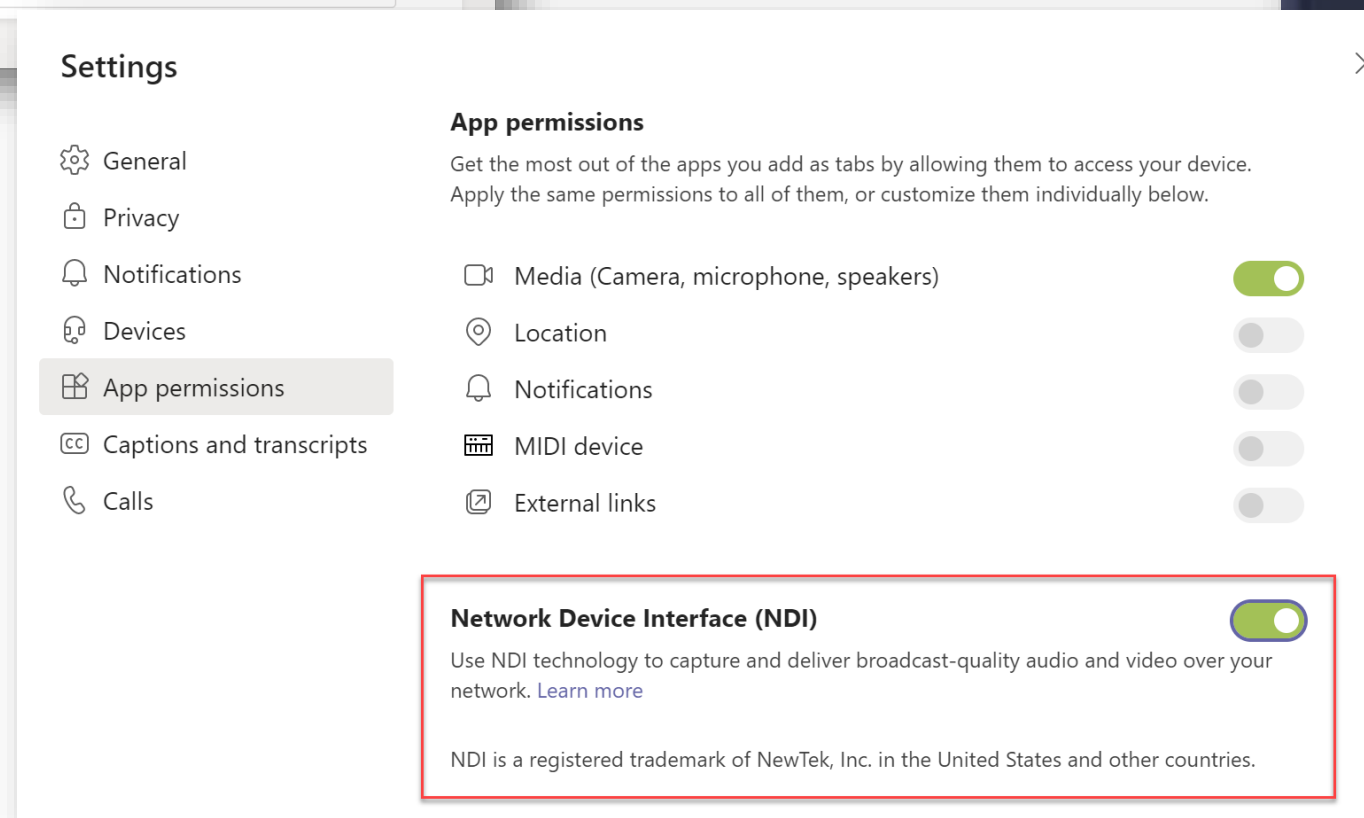 Settings
General
Privacy
Notifications
Devices
App permissions
CC Captions and transcripts
Calls
App permissions
Get the most out of the apps you add as tabs by allowing them to access your device.
Apply the same permissions to all of them, or customize them individually below.
Media (Camera, microphone, speakers)
Location
Notifications
MIDI device
External links
Network Device Interface (NDI)
Use NDI technology to capture and deliver broadcast-quality audio and video over your
network. Learn more
NDI is a registered trademark of NewTek, Inc. in the United States and other countries.